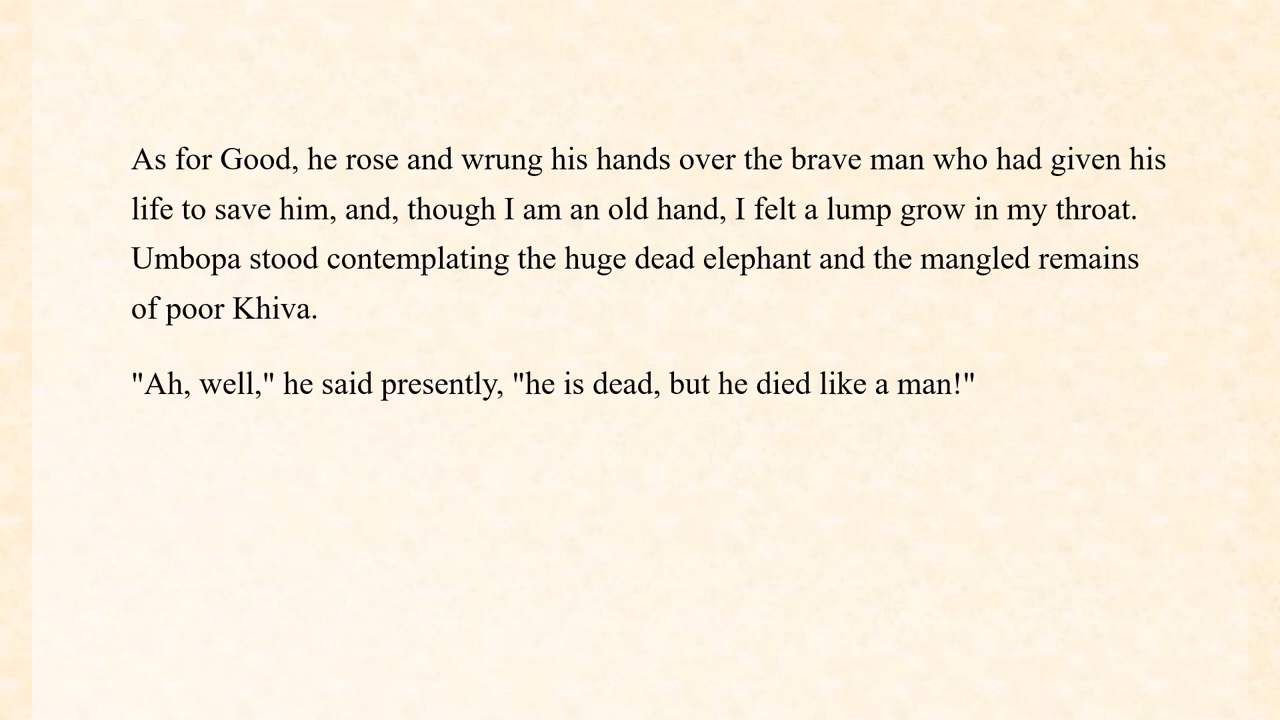 As for Good, he rose and wrung his hands over the brave man who had given his
life to save him, and, though I am an old hand, I felt a lump grow in my throat.
Umbopa stood contemplating the huge dead elephant and the mangled remains
of poor Khiva.
"Ah, well," he said presently, "he is dead, but he died like a man!"